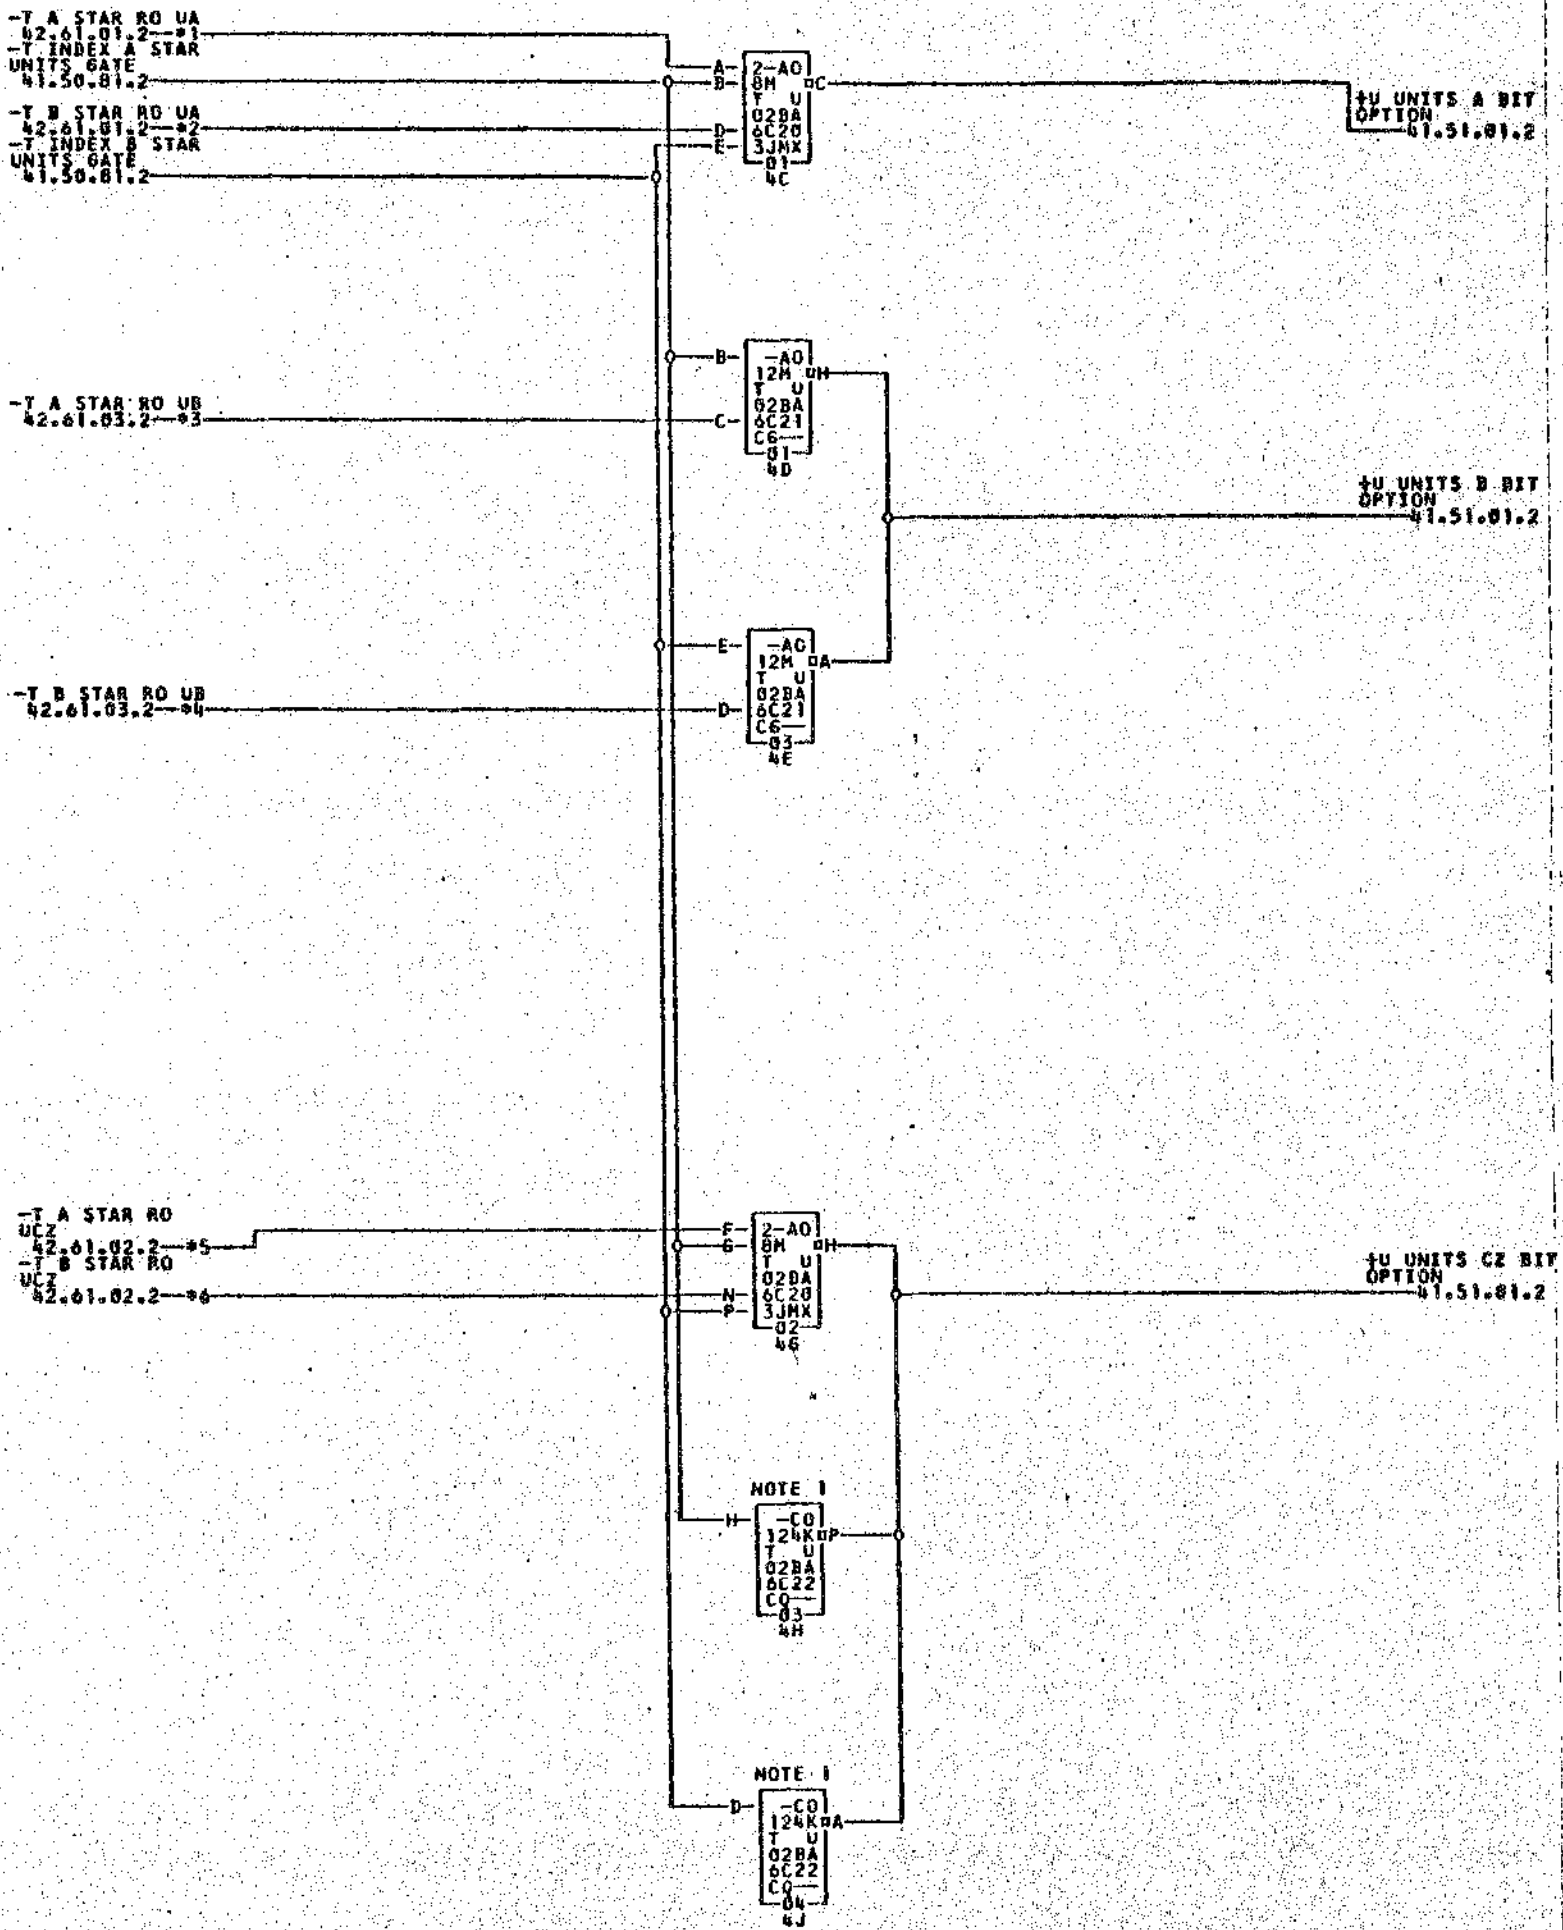 -T A STAR RO UA
42.61.01.2--*1
-T INDEX A STAR
UNITS GATE
41.50.01.2
-T B STAR RO UA
42.61.01.2--*2
-T INDEX B STAR
UNITS GATE
41.50.01.2
A- 2-AO
B- 8M C
T U
02BA
D- 6C20
E- 3JMX
01
4C
+U UNITS A BIT
OPTION
41.51.01.2
-T A STAR RO UB
42.61.03.2--*3
B- -AO
12M H
T U
02BA
C- 6C21
C6--
01
4D
+U UNITS B BIT
OPTION
41.51.01.2
-T B STAR RO UB
42.61.03.2--*4
E- -AO
12M A
T U
02BA
D- 6C21
C6--
03
4E
-T A STAR RO
UCZ
42.61.02.2--*5
-T B STAR RO
UCZ
42.61.02.2--*6
F- 2-AO
G- 8M H
T U
02BA
N- 6C20
P- 3JMX
02
4G
+U UNITS CZ BIT
OPTION
41.51.01.2
NOTE 1
H- -CO
124K P
T U
02BA
6C22
CQ--
03
4H
NOTE 1
D- -CO
124K A
T U
02BA
6C22
CQ--
04
4J